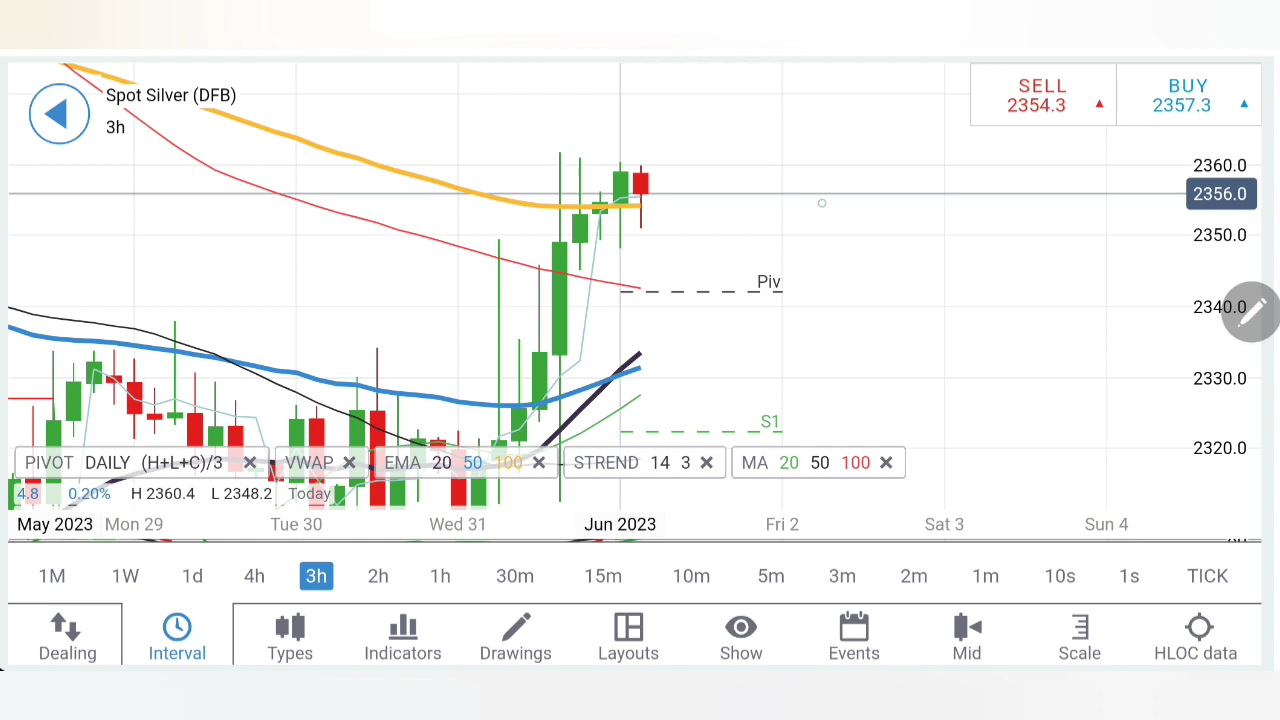 Spot Silver (DFB)
3h
SELL
2354.3
BUY
2357.3
2360.0
2356.0
2350.0
2340.0
2330.0
2320.0
Piv
S1
PIVOT DAILY (H+L+C)/3
VWAP
EMA 20 50 100
STREND 14 3
MA 20 50 100
4.8 0.20% H 2360.4 L 2348.2 Today
May 2023 Mon 29 Tue 30 Wed 31 Jun 2023 Fri 2 Sat 3 Sun 4
1M 1W 1d 4h 3h 2h 1h 30m 15m 10m 5m 3m 2m 1m 10s 1s TICK
Dealing Interval Types Indicators Drawings Layouts Show Events Mid Scale HLOC data